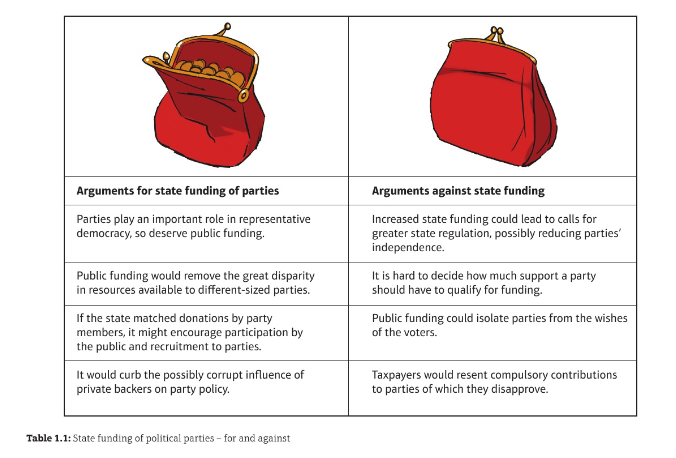 Arguments for state funding of parties
Arguments against state funding
Parties play an important role in representative
democracy, so deserve public funding.
Increased state funding could lead to calls for
greater state regulation, possibly reducing parties’
independence.
Public funding would remove the great disparity
in resources available to different-sized parties.
It is hard to decide how much support a party
should have to qualify for funding.
If the state matched donations by party
members, it might encourage participation by
the public and recruitment to parties.
Public funding could isolate parties from the wishes
of the voters.
It would curb the possibly corrupt influence of
private backers on party policy.
Taxpayers would resent compulsory contributions
to parties of which they disapprove.
Table 1.1: State funding of political parties – for and against